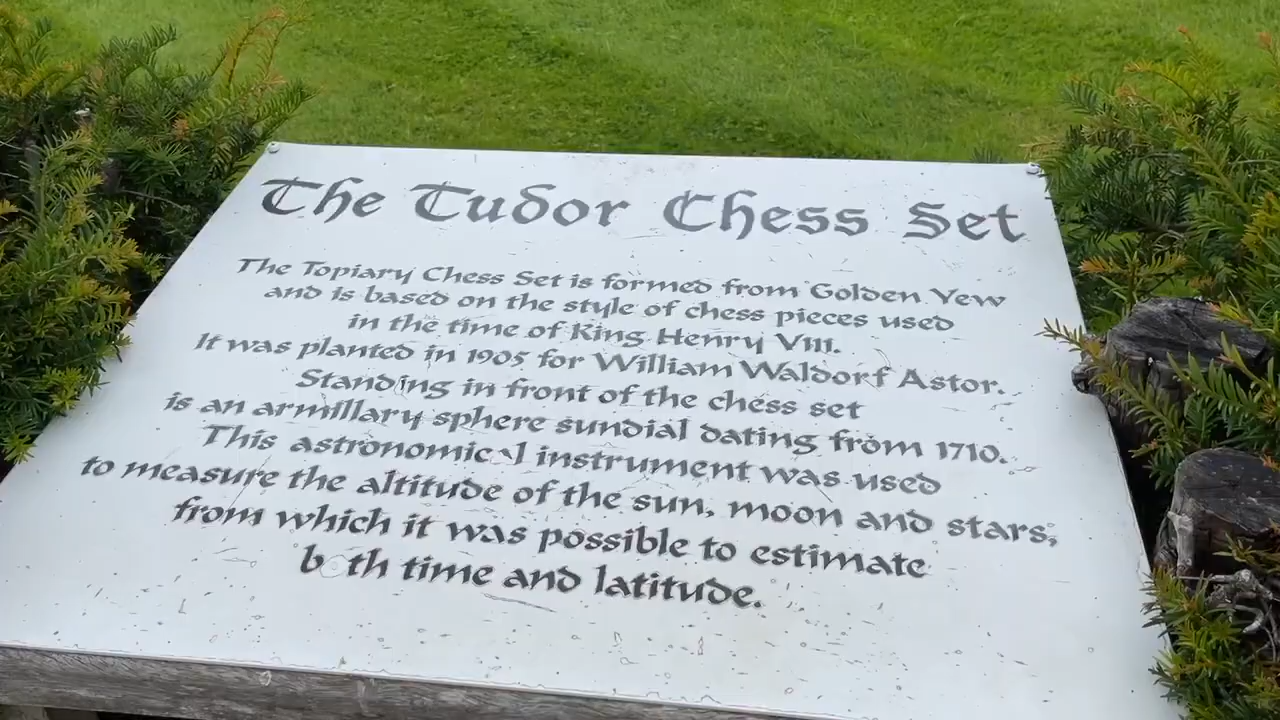 The Tudor Chess Set
The Topiary Chess Set is formed from Golden Yew
and is based on the style of chess pieces used
in the time of King Henry VIII.
It was planted in 1905 for William Waldorf Astor.
Standing in front of the chess set
is an armillary sphere sundial dating from 1710.
This astronomical instrument was used
to measure the altitude of the sun, moon and stars,
from which it was possible to estimate
both time and latitude.